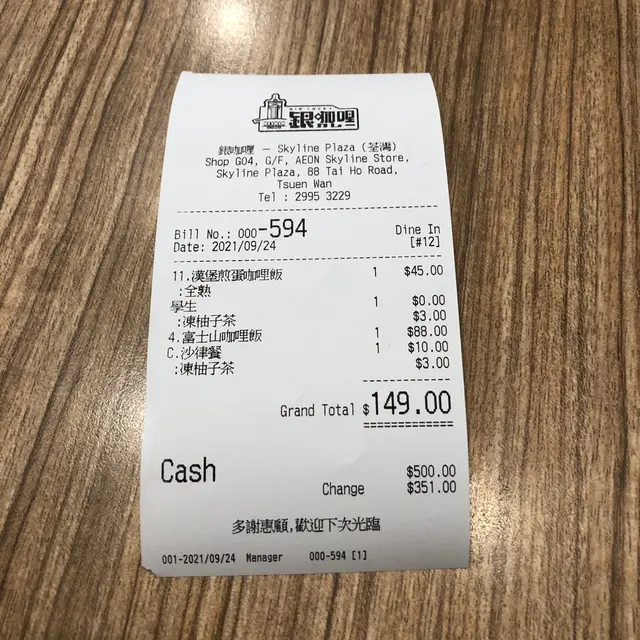 銀咖喱
銀咖喱 - Skyline Plaza (荃灣)
Shop G04, G/F, AEON Skyline Store,
Skyline Plaza, 88 Tai Ho Road,
Tsuen Wan
Tel : 2995 3229
Bill No.: 000-594 Dine In
Date: 2021/09/24 [#12]
11.漢堡煎蛋咖哩飯 1 $45.00
:全熟
學生 1 $0.00
:凍柚子茶 $3.00
4.富士山咖哩飯 1 $88.00
C.沙律餐 1 $10.00
:凍柚子茶 $3.00
Grand Total $149.00
Cash $500.00
Change $351.00
多謝惠顧,歡迎下次光臨
001-2021/09/24 Manager 000-594 [1]